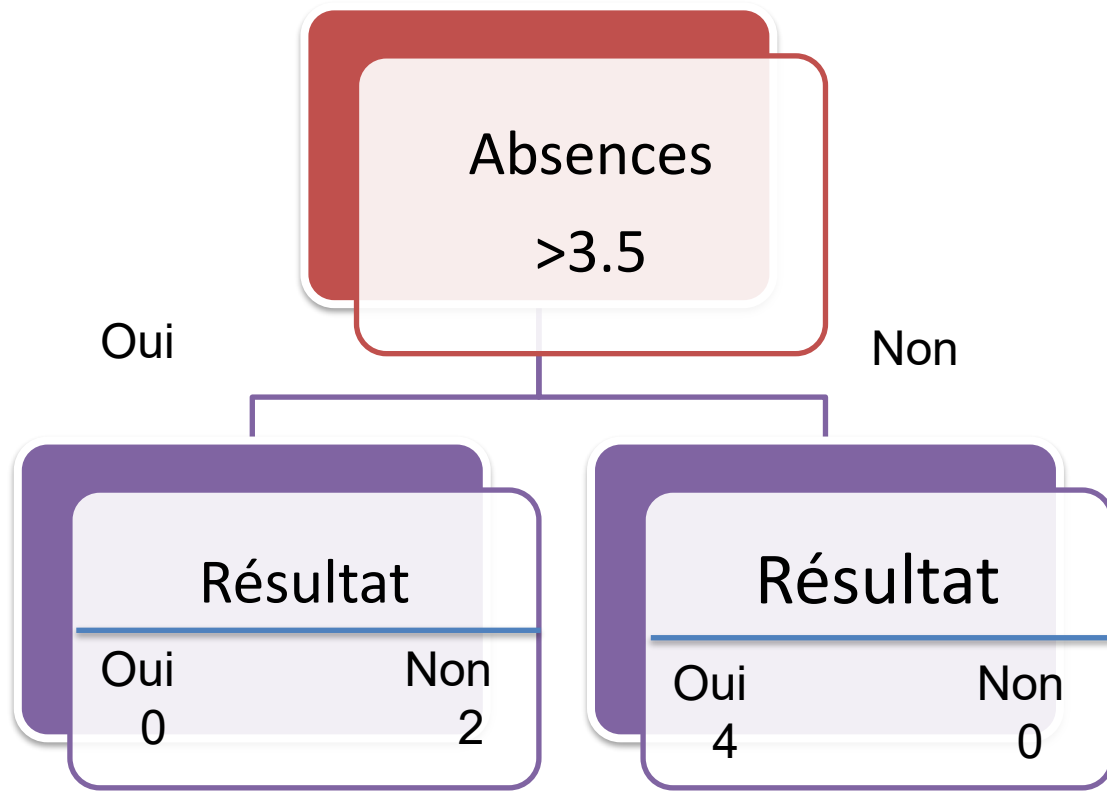 Absences
>3.5
Oui
Non
Résultat
Oui Non
0 2
Résultat
Oui Non
4 0